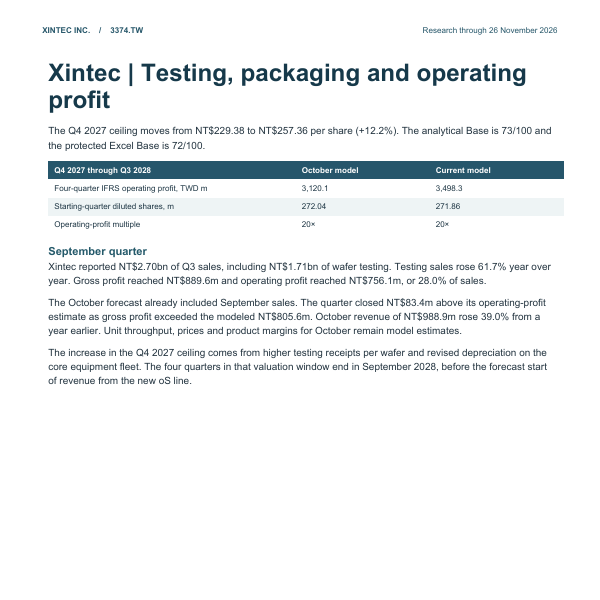 XINTEC INC. / 3374.TW
Research through 26 November 2026
Xintec | Testing, packaging and operating
profit
The Q4 2027 ceiling moves from NT$229.38 to NT$257.36 per share (+12.2%). The analytical Base is 73/100 and
the protected Excel Base is 72/100.
Q4 2027 through Q3 2028 October model Current model
Four-quarter IFRS operating profit, TWD m 3,120.1 3,498.3
Starting-quarter diluted shares, m 272.04 271.86
Operating-profit multiple 20× 20×
September quarter
Xintec reported NT$2.70bn of Q3 sales, including NT$1.71bn of wafer testing. Testing sales rose 61.7% year over
year. Gross profit reached NT$889.6m and operating profit reached NT$756.1m, or 28.0% of sales.
The October forecast already included September sales. The quarter closed NT$83.4m above its operating-profit
estimate as gross profit exceeded the modeled NT$805.6m. October revenue of NT$988.9m rose 39.0% from a
year earlier. Unit throughput, prices and product margins for October remain model estimates.
The increase in the Q4 2027 ceiling comes from higher testing receipts per wafer and revised depreciation on the
core equipment fleet. The four quarters in that valuation window end in September 2028, before the forecast start
of revenue from the new oS line.